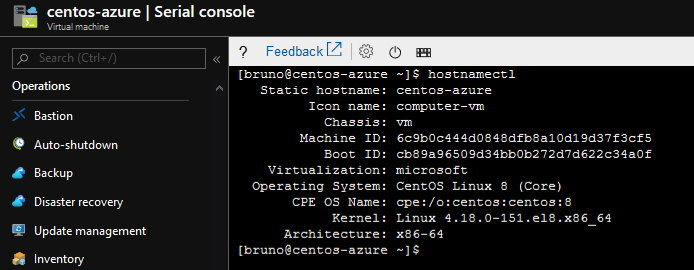 centos-azure | Serial console
Virtual machine
Search (Ctrl+/)
«
Operations
Bastion
Auto-shutdown
Backup
Disaster recovery
Update management
Inventory
? Feedback
[bruno@centos-azure ~]$ hostnamectl
Static hostname: centos-azure
Icon name: computer-vm
Chassis: vm
Machine ID: 6c9b0c444d0848dfb8a10d19d37f3cf5
Boot ID: cb89a96509d34bb0b272d7d622c34a0f
Virtualization: microsoft
Operating System: CentOS Linux 8 (Core)
CPE OS Name: cpe:/o:centos:centos:8
Kernel: Linux 4.18.0-151.el8.x86_64
Architecture: x86-64
[bruno@centos-azure ~]$